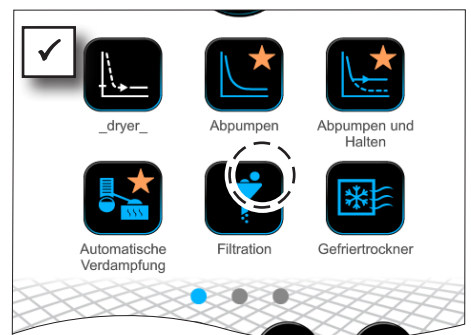 _dryer_
Abpumpen
Abpumpen und
Halten
Automatische
Verdampfung
Filtration
Gefriertrockner